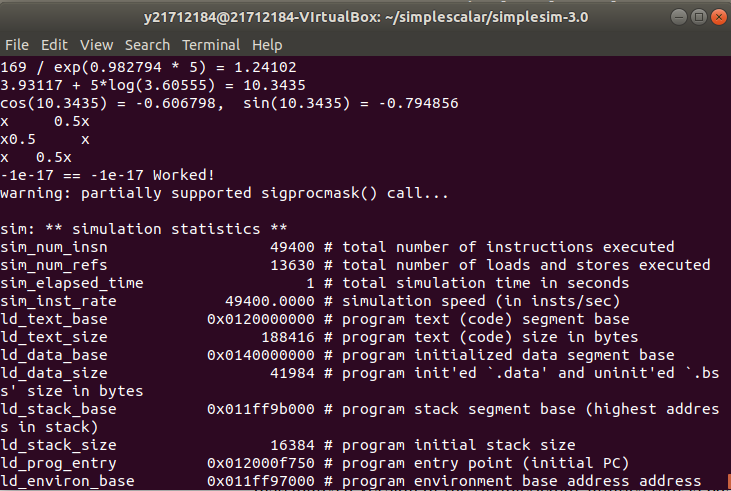 y21712184@21712184-VIrtualBox: ~/simplescalar/simplesim-3.0
File Edit View Search Terminal Help
169 / exp(0.982794 * 5) = 1.24102
3.93117 + 5*log(3.60555) = 10.3435
cos(10.3435) = -0.606798,  sin(10.3435) = -0.794856
x     0.5x
x0.5     x
x   0.5x
-1e-17 == -1e-17 Worked!
warning: partially supported sigprocmask() call...
sim: ** simulation statistics **
sim_num_insn                  49400 # total number of instructions executed
sim_num_refs                  13630 # total number of loads and stores executed
sim_elapsed_time                  1 # total simulation time in seconds
sim_inst_rate            49400.0000 # simulation speed (in insts/sec)
ld_text_base           0x0120000000 # program text (code) segment base
ld_text_size                 188416 # program text (code) size in bytes
ld_data_base           0x0140000000 # program initialized data segment base
ld_data_size                  41984 # program init'ed `.data' and uninit'ed `.bs
s' size in bytes
ld_stack_base          0x011ff9b000 # program stack segment base (highest addres
s in stack)
ld_stack_size                 16384 # program initial stack size
ld_prog_entry          0x012000f750 # program entry point (initial PC)
ld_environ_base        0x011ff97000 # program environment base address address